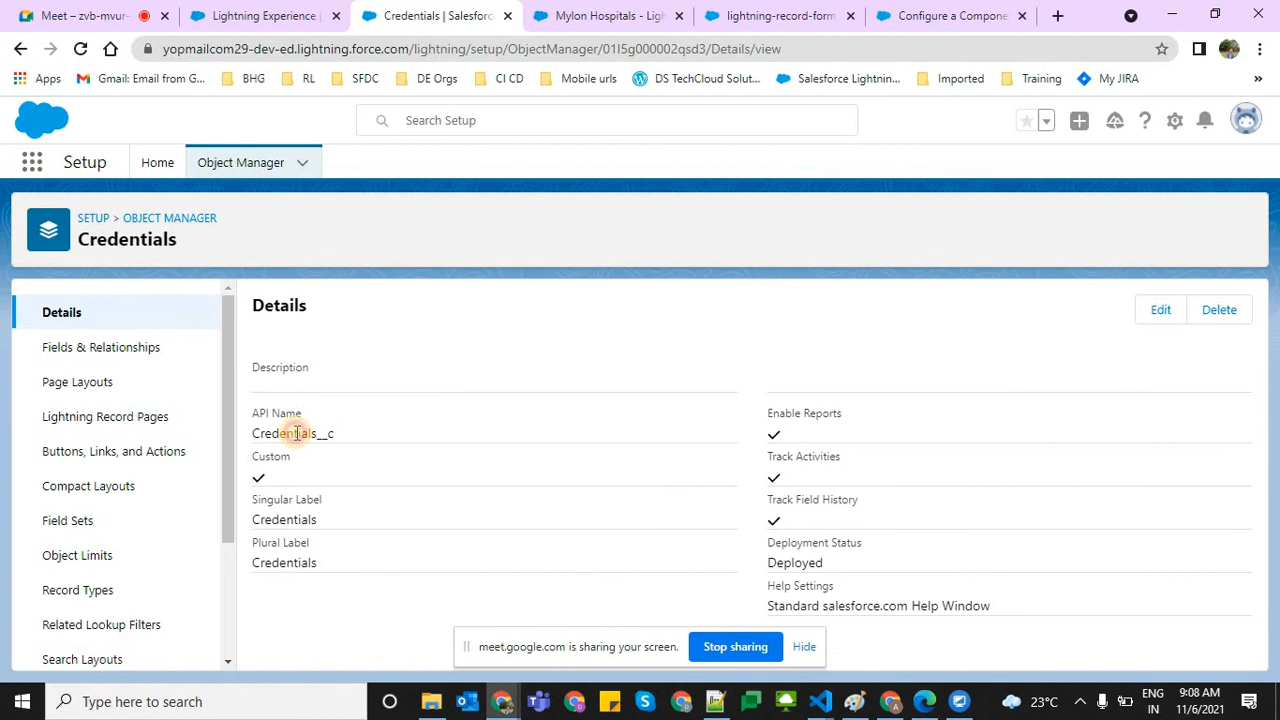 Meet – zvb-mvur-
Lightning Experience
Credentials | Salesforc
Mylon Hospitals - Ligh
lightning-record-form
Configure a Compone
yopmailcom29-dev-ed.lightning.force.com/lightning/setup/ObjectManager/01I5g000002qsd3/Details/view
Apps
Gmail: Email from G...
BHG
RL
SFDC
DE Orgs
CI CD
Mobile urls
DS TechCloud Solut...
Salesforce Lightnin...
Imported
Training
My JIRA
»
Search Setup
Setup
Home
Object Manager
SETUP > OBJECT MANAGER
Credentials
Details
Fields & Relationships
Page Layouts
Lightning Record Pages
Buttons, Links, and Actions
Compact Layouts
Field Sets
Object Limits
Record Types
Related Lookup Filters
Search Layouts
Details
Edit
Delete
Description
API Name
Credentials__c
Custom
Singular Label
Credentials
Plural Label
Credentials
Enable Reports
Track Activities
Track Field History
Deployment Status
Deployed
Help Settings
Standard salesforce.com Help Window
meet.google.com is sharing your screen.
Stop sharing
Hide
Type here to search
23°C
ENG
IN
9:08 AM
11/6/2021